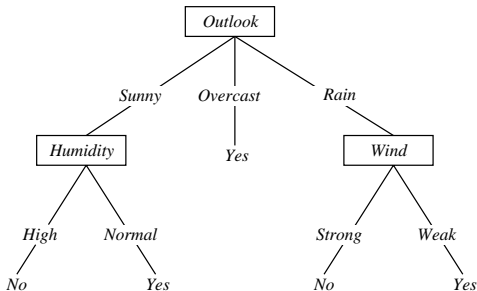 Outlook
Sunny Overcast Rain
Humidity Yes Wind
High Normal Strong Weak
No Yes No Yes